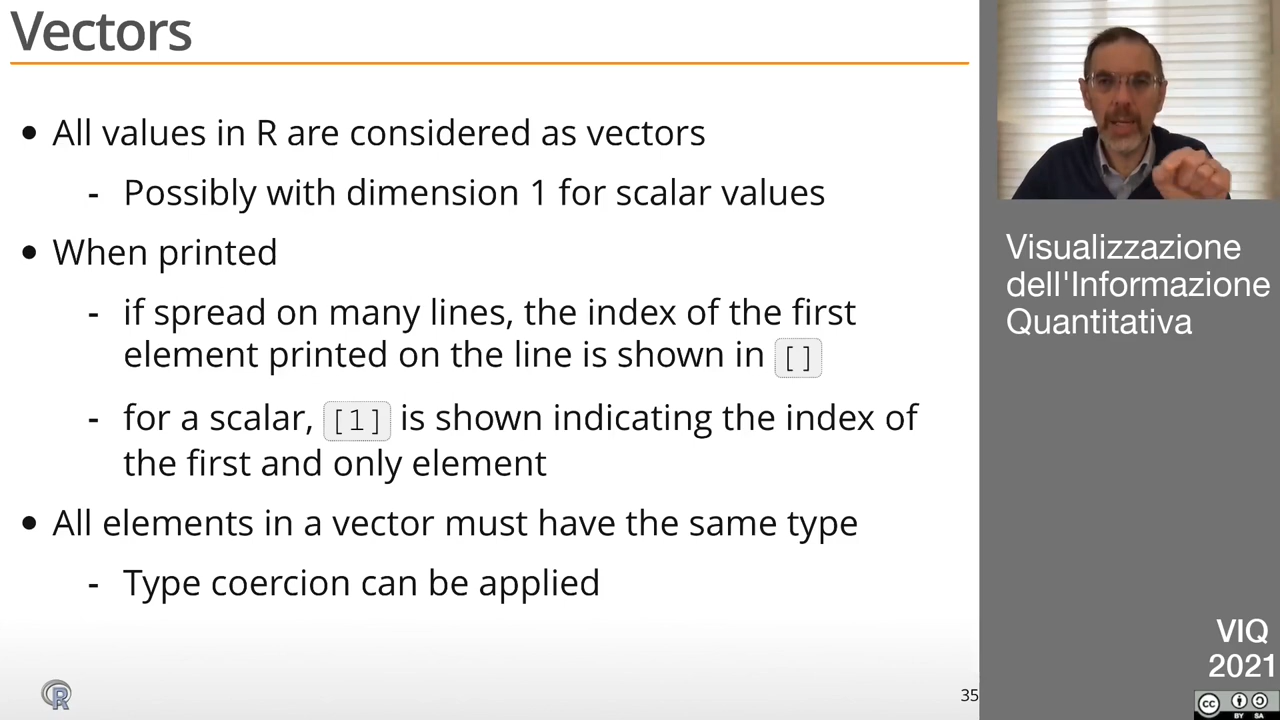 Vectors
• All values in R are considered as vectors
- Possibly with dimension 1 for scalar values
• When printed
- if spread on many lines, the index of the first
element printed on the line is shown in []
- for a scalar, [1] is shown indicating the index of
the first and only element
• All elements in a vector must have the same type
- Type coercion can be applied
R
35
Visualizzazione
dell'Informazione
Quantitativa
VIQ
2021
cc
BY SA